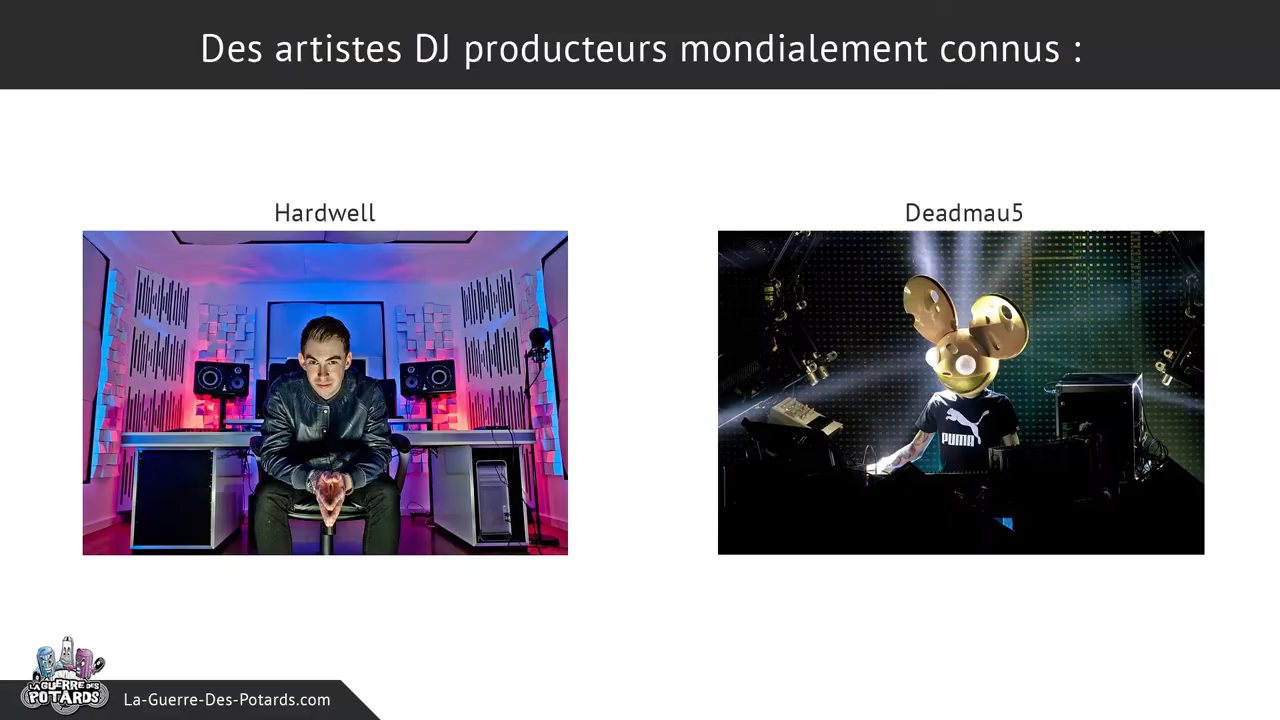 Des artistes DJ producteurs mondialement connus :
Hardwell
Deadmau5
PUMA
LA GUERRE DES
POTARDS
La-Guerre-Des-Potards.com